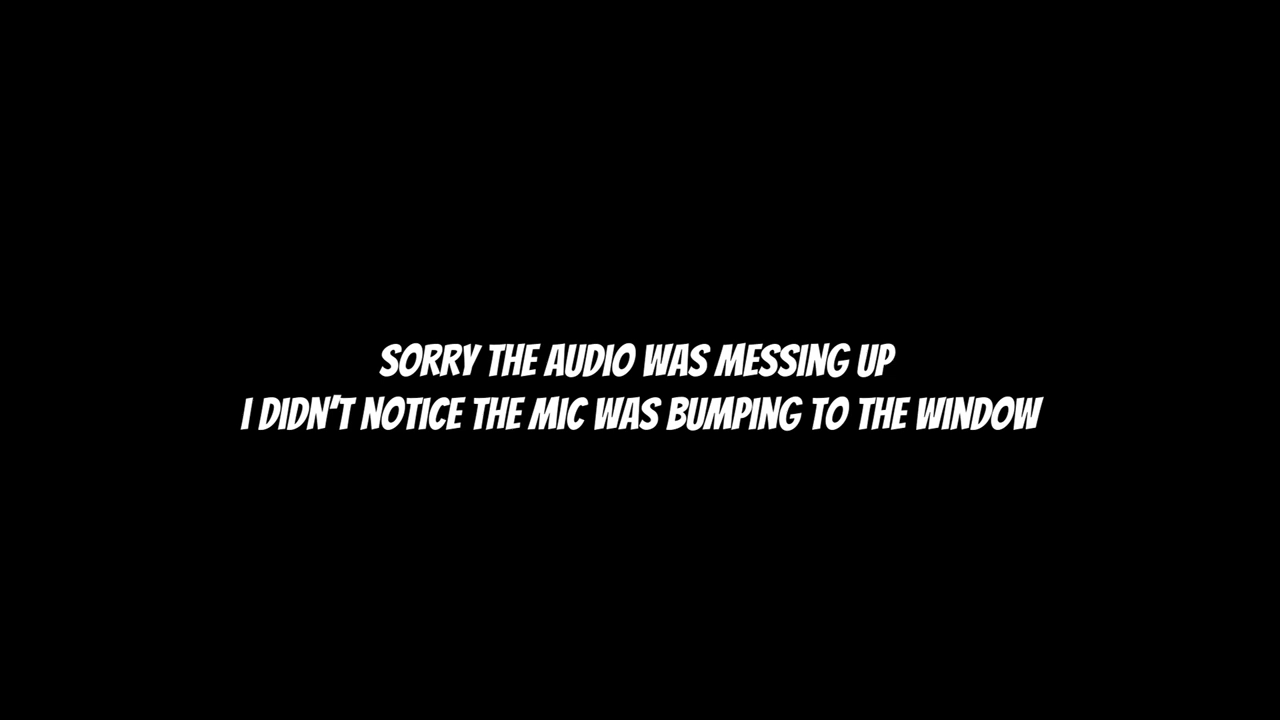 SORRY THE AUDIO WAS MESSING UP
I DIDN'T NOTICE THE MIC WAS BUMPING TO THE WINDOW